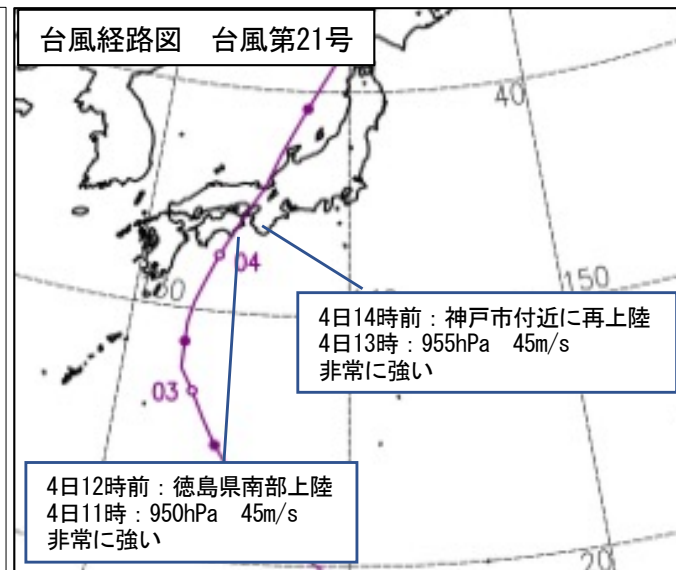 台風経路図　台風第21号
40
04
150
30
4日14時前：神戸市付近に再上陸
4日13時：955hPa　45m/s
非常に強い
03
4日12時前：徳島県南部上陸
4日11時：950hPa　45m/s
非常に強い
20